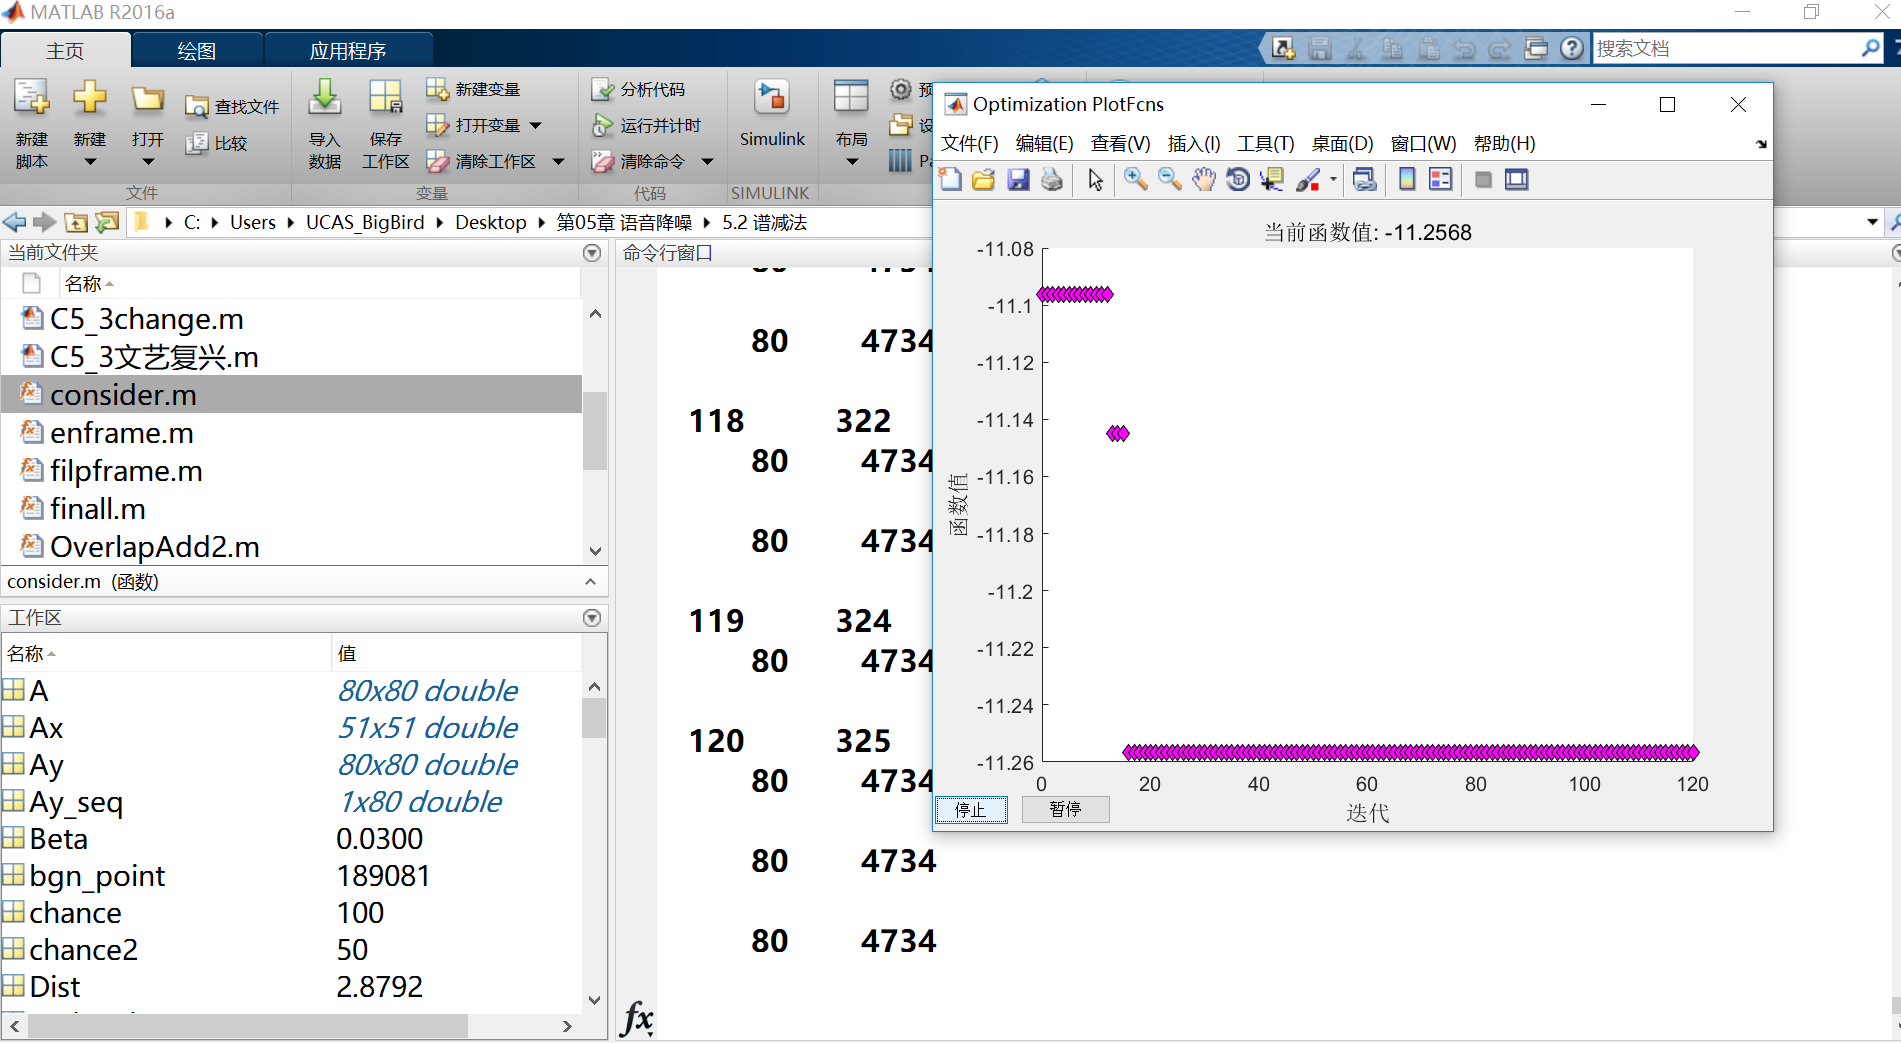 MATLAB R2016a
主页 绘图 应用程序
搜索文档
新建脚本 新建 打开 查找文件 比较
导入数据 保存工作区 新建变量 打开变量 清除工作区
分析代码 运行并计时 清除命令
Simulink 布局 预 设 Pa
文件 变量 代码 SIMULINK
C: Users UCAS_BigBird Desktop 第05章 语音降噪 5.2 谱减法
当前文件夹
名称
C5_3change.m
C5_3文艺复兴.m
consider.m
enframe.m
filpframe.m
finall.m
OverlapAdd2.m
consider.m (函数)
工作区
名称 值
A 80x80 double
Ax 51x51 double
Ay 80x80 double
Ay_seq 1x80 double
Beta 0.0300
bgn_point 189081
chance 100
chance2 50
Dist 2.8792
命令行窗口
80 4734
80 4734
118 322
80 4734
80 4734
119 324
80 4734
120 325
80 4734
80 4734
80 4734
fx
Optimization PlotFcns
文件(F) 编辑(E) 查看(V) 插入(I) 工具(T) 桌面(D) 窗口(W) 帮助(H)
当前函数值: -11.2568
-11.08
-11.1
-11.12
-11.14
-11.16
-11.18
-11.2
-11.22
-11.24
-11.26
函数值
0 20 40 60 80 100 120
迭代
停止 暂停